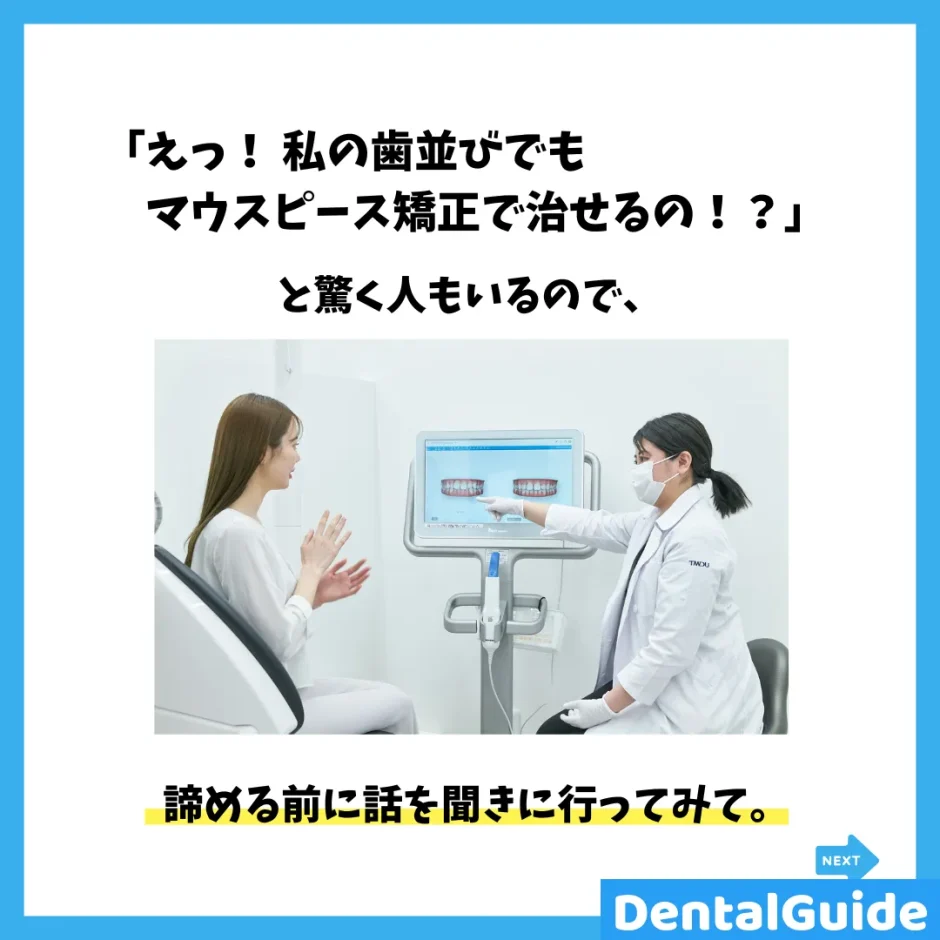 「えっ！ 私の歯並びでも
マウスピース矯正で治せるの！？」
と驚く人もいるので、
TMDU
諦める前に話を聞きに行ってみて。
NEXT
DentalGuide